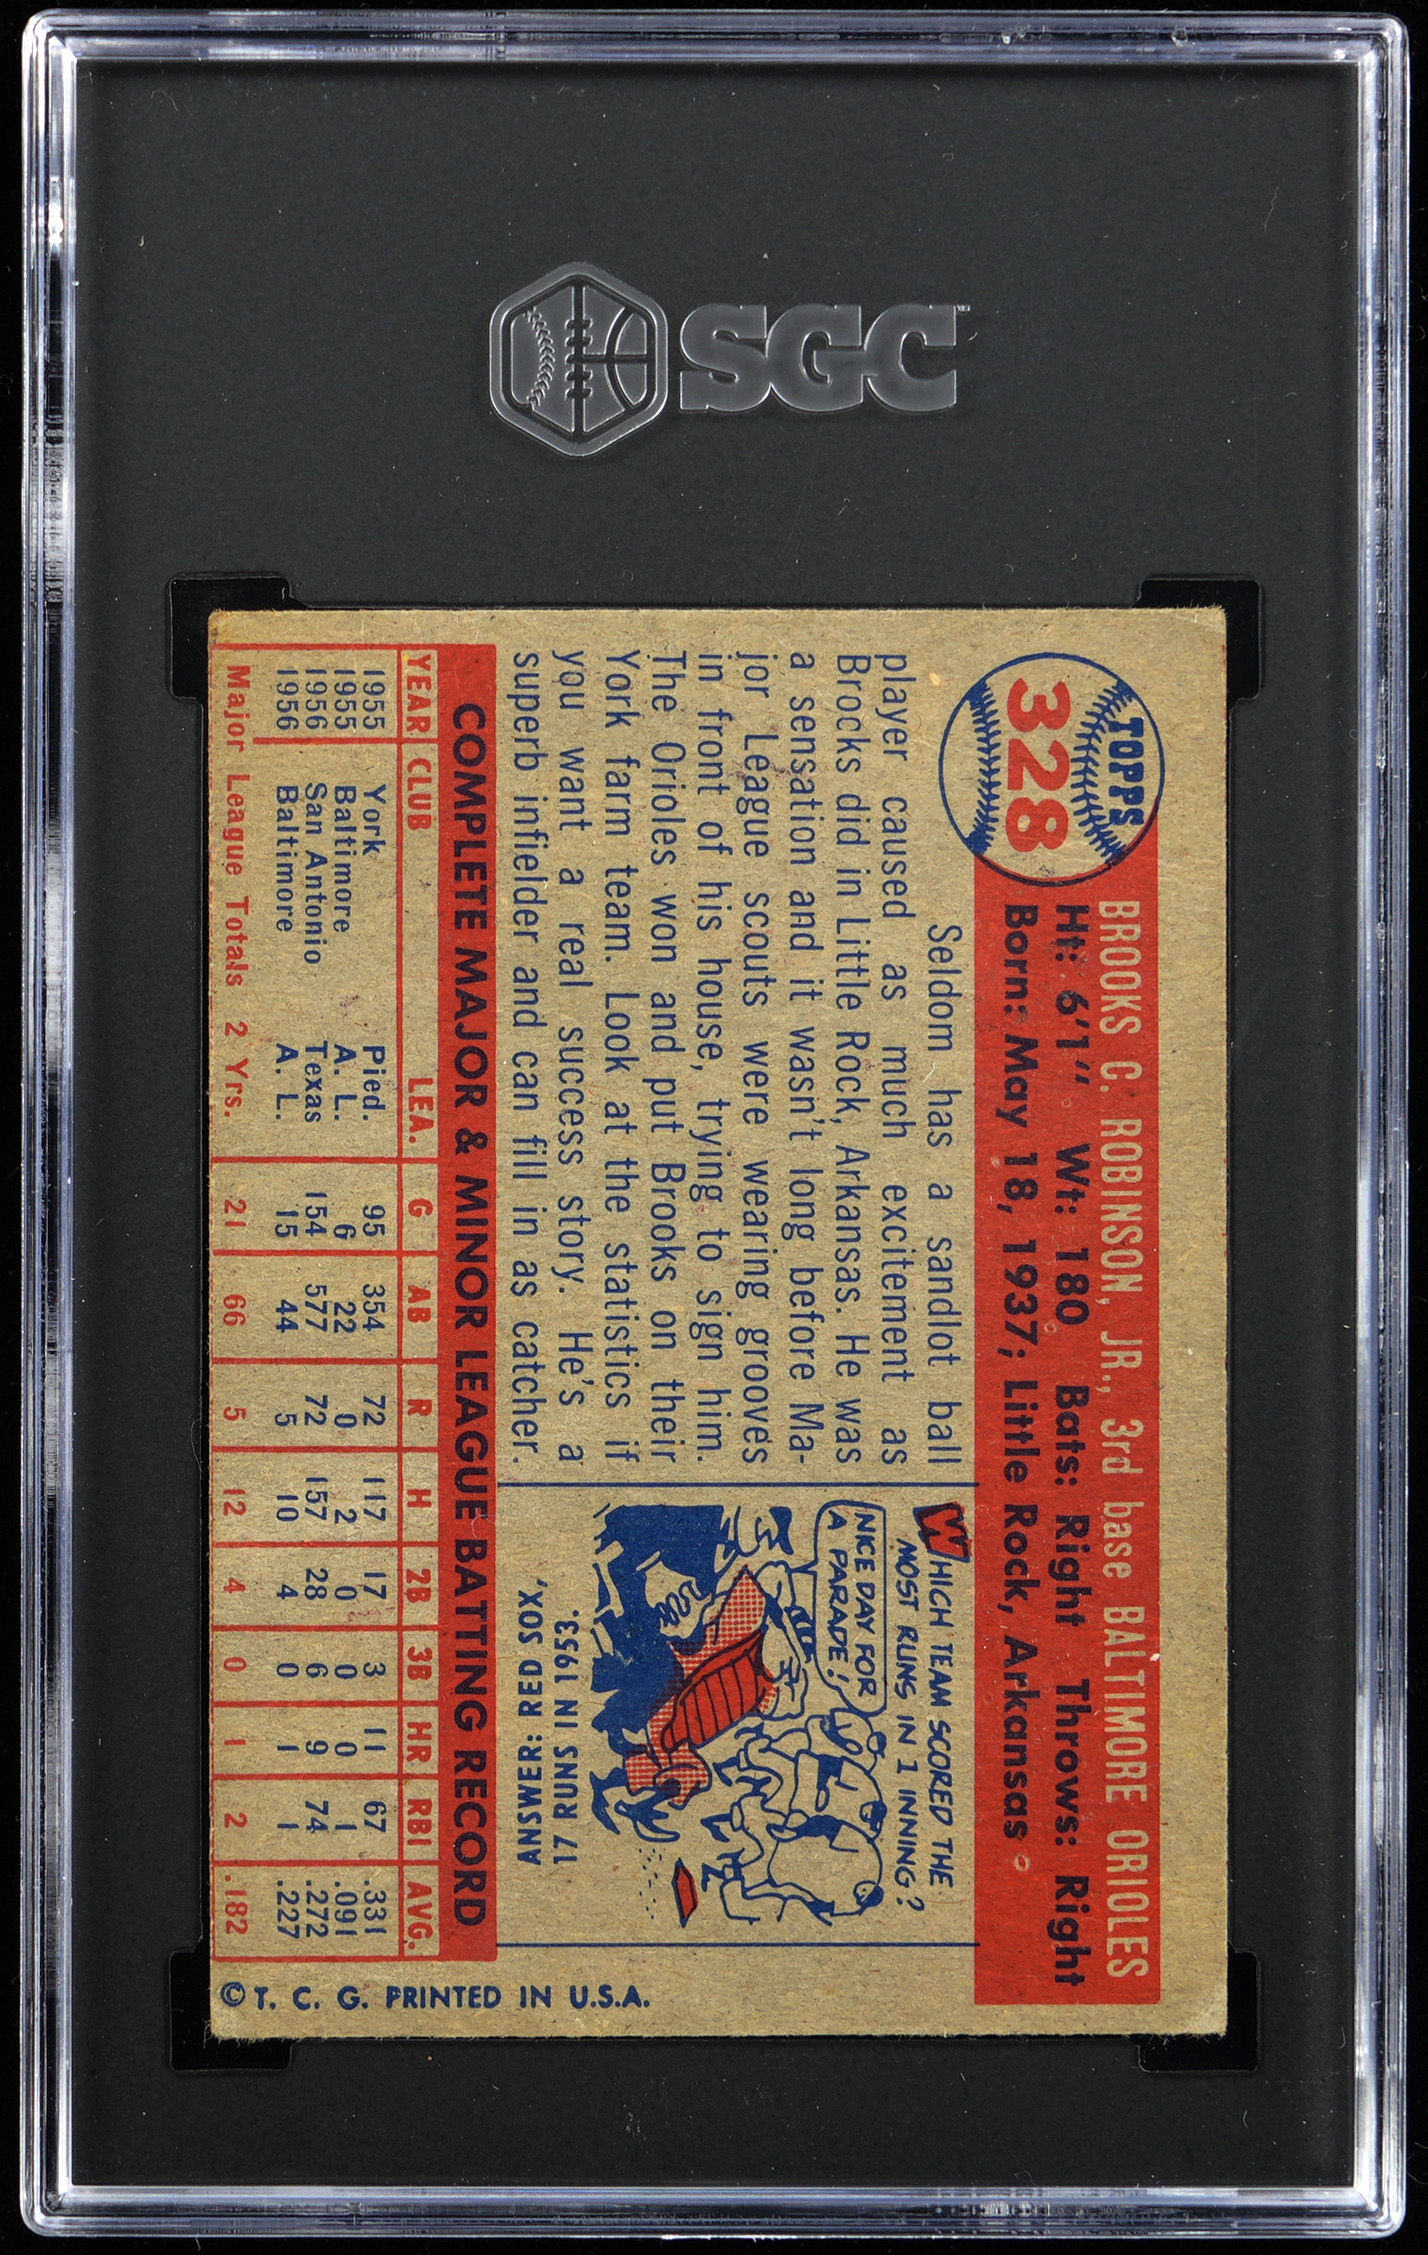 SGC
TOPPS
328
BROOKS C. ROBINSON, JR., 3rd base BALTIMORE ORIOLES
Ht: 6'1" Wt: 180 Bats: Right Throws: Right
Born: May 18, 1937; Little Rock, Arkansas
Seldom has a sandlot ball
player caused as much excitement as
Brocks did in Little Rock, Arkansas. He was
a sensation and it wasn't long before Ma-
jor League scouts were wearing grooves
in front of his house, trying to sign him.
The Orioles won and put Brooks on their
York farm team. Look at the statistics if
you want a real success story. He's a
superb infielder and can fill in as catcher.
WHICH TEAM SCORED THE
MOST RUNS IN 1 INNING?
NICE DAY FOR
A PARADE!
ANSWER: RED SOX,
17 RUNS IN 1953.
COMPLETE MAJOR & MINOR LEAGUE BATTING RECORD
YEAR CLUB LEA. G AB R H 2B 3B HR RBI AVG.
1955 York Pied. 95 354 72 117 17 3 11 67 .331
1955 Baltimore A. L. 6 22 0 2 0 0 0 1 .091
1956 San Antonio Texas 154 577 72 157 28 6 9 74 .272
1956 Baltimore A. L. 15 44 5 10 4 0 1 1 .227
Major League Totals 2 Yrs. 21 66 5 12 4 0 1 2 .182
© T. C. G. PRINTED IN U.S.A.